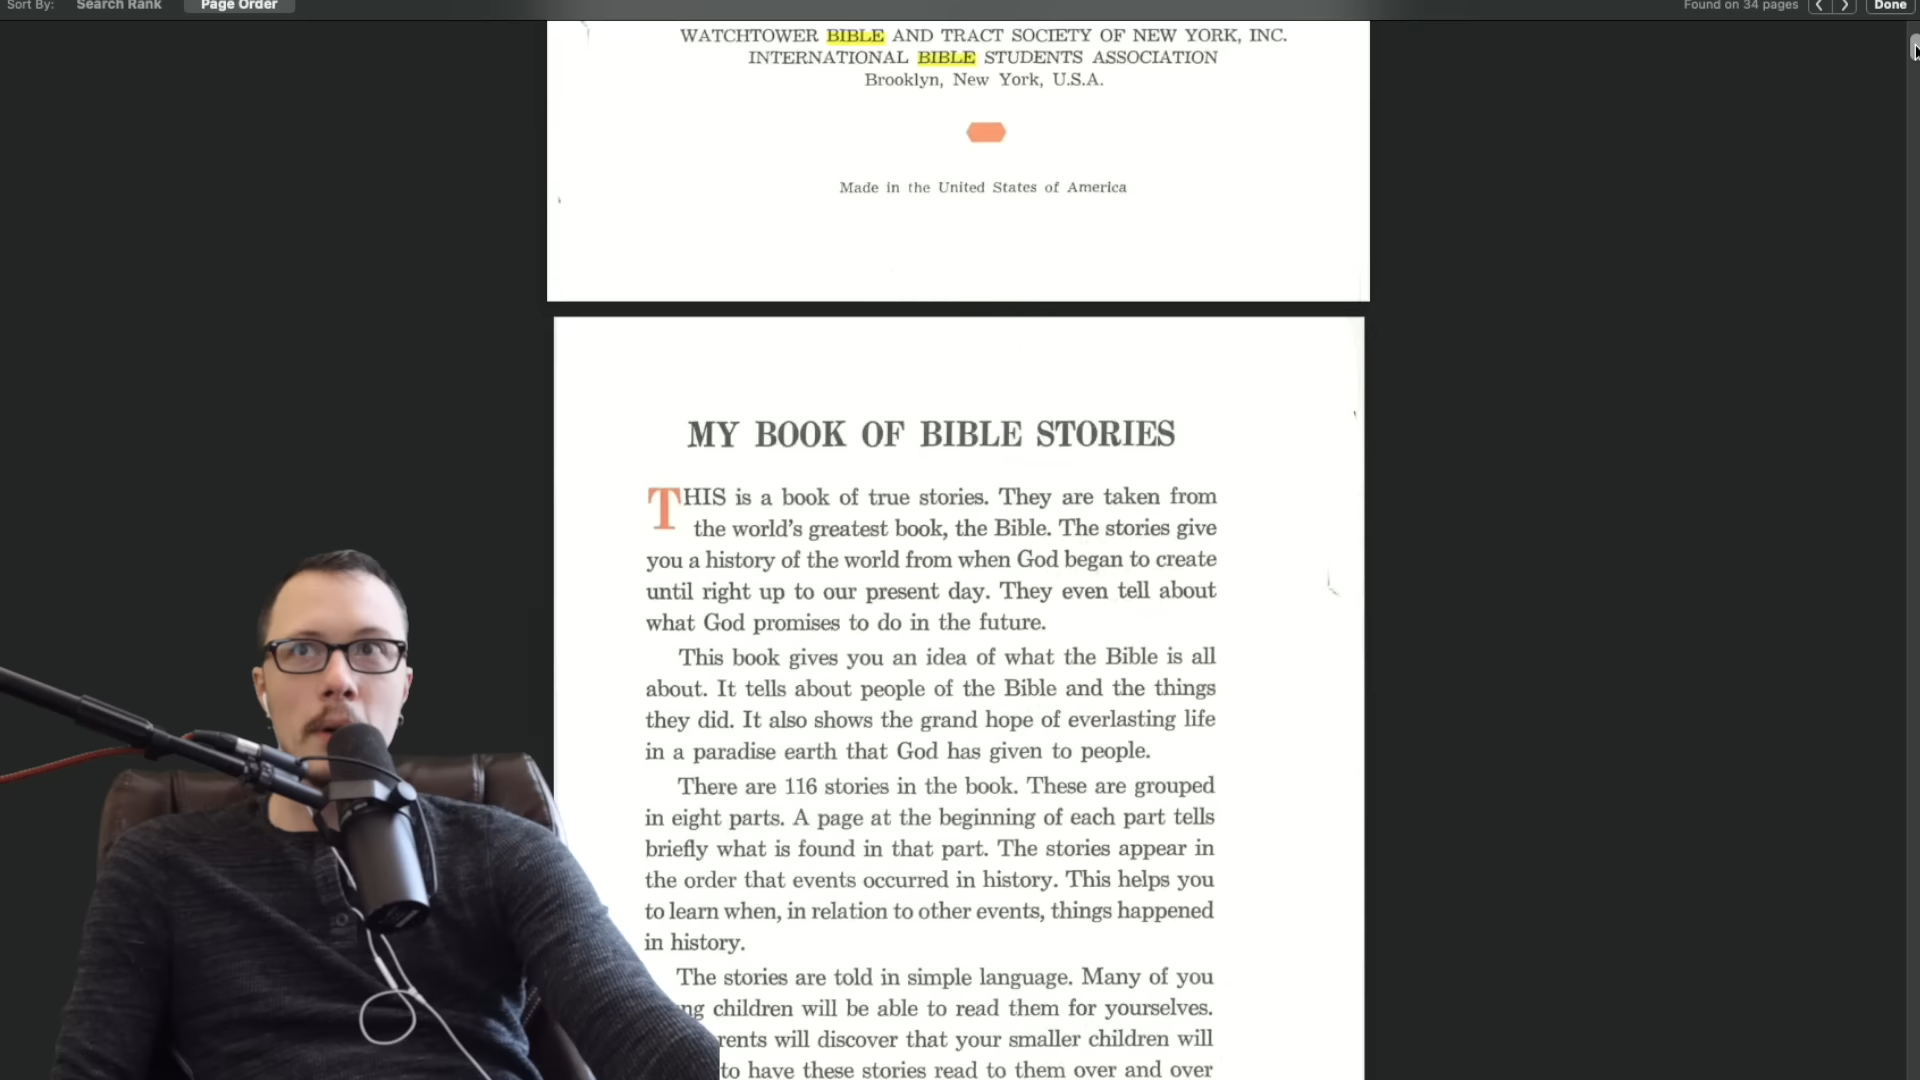 Sort By: Search Rank Page Order Found on 34 pages Done
WATCHTOWER BIBLE AND TRACT SOCIETY OF NEW YORK, INC.
INTERNATIONAL BIBLE STUDENTS ASSOCIATION
Brooklyn, New York, U.S.A.
Made in the United States of America
MY BOOK OF BIBLE STORIES
THIS is a book of true stories. They are taken from
the world's greatest book, the Bible. The stories give
you a history of the world from when God began to create
until right up to our present day. They even tell about
what God promises to do in the future.
This book gives you an idea of what the Bible is all
about. It tells about people of the Bible and the things
they did. It also shows the grand hope of everlasting life
in a paradise earth that God has given to people.
There are 116 stories in the book. These are grouped
in eight parts. A page at the beginning of each part tells
briefly what is found in that part. The stories appear in
the order that events occurred in history. This helps you
to learn when, in relation to other events, things happened
in history.
The stories are told in simple language. Many of you
children will be able to read them for yourselves.
will discover that your smaller children will
to have these stories read to them over and over